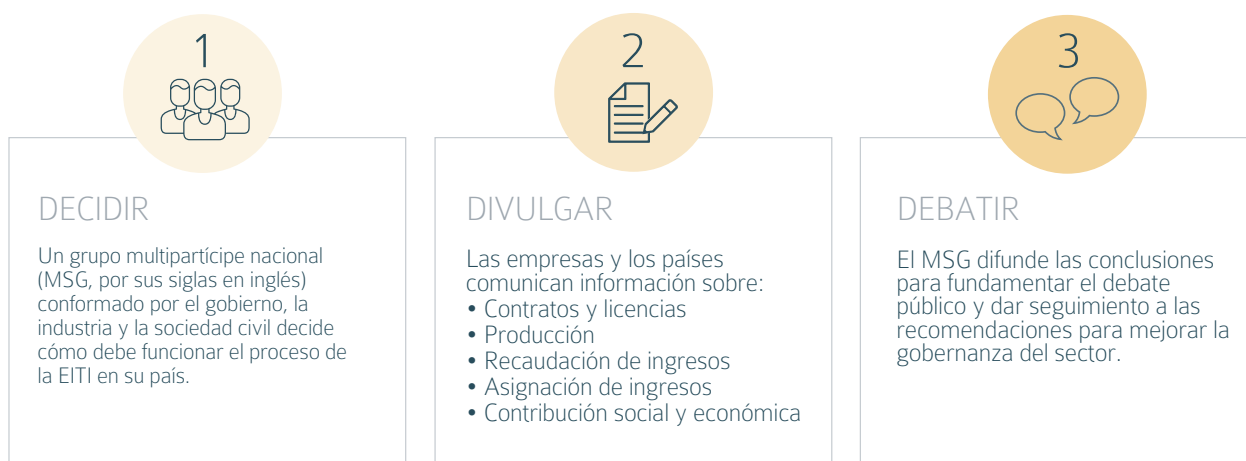 1
DECIDIR
Un grupo multipartícipe nacional
(MSG, por sus siglas en inglés)
conformado por el gobierno, la
industria y la sociedad civil decide
cómo debe funcionar el proceso de
la EITI en su país.
2
DIVULGAR
Las empresas y los países
comunican información sobre:
• Contratos y licencias
• Producción
• Recaudación de ingresos
• Asignación de ingresos
• Contribución social y económica
3
DEBATIR
El MSG difunde las conclusiones
para fundamentar el debate
público y dar seguimiento a las
recomendaciones para mejorar la
gobernanza del sector.